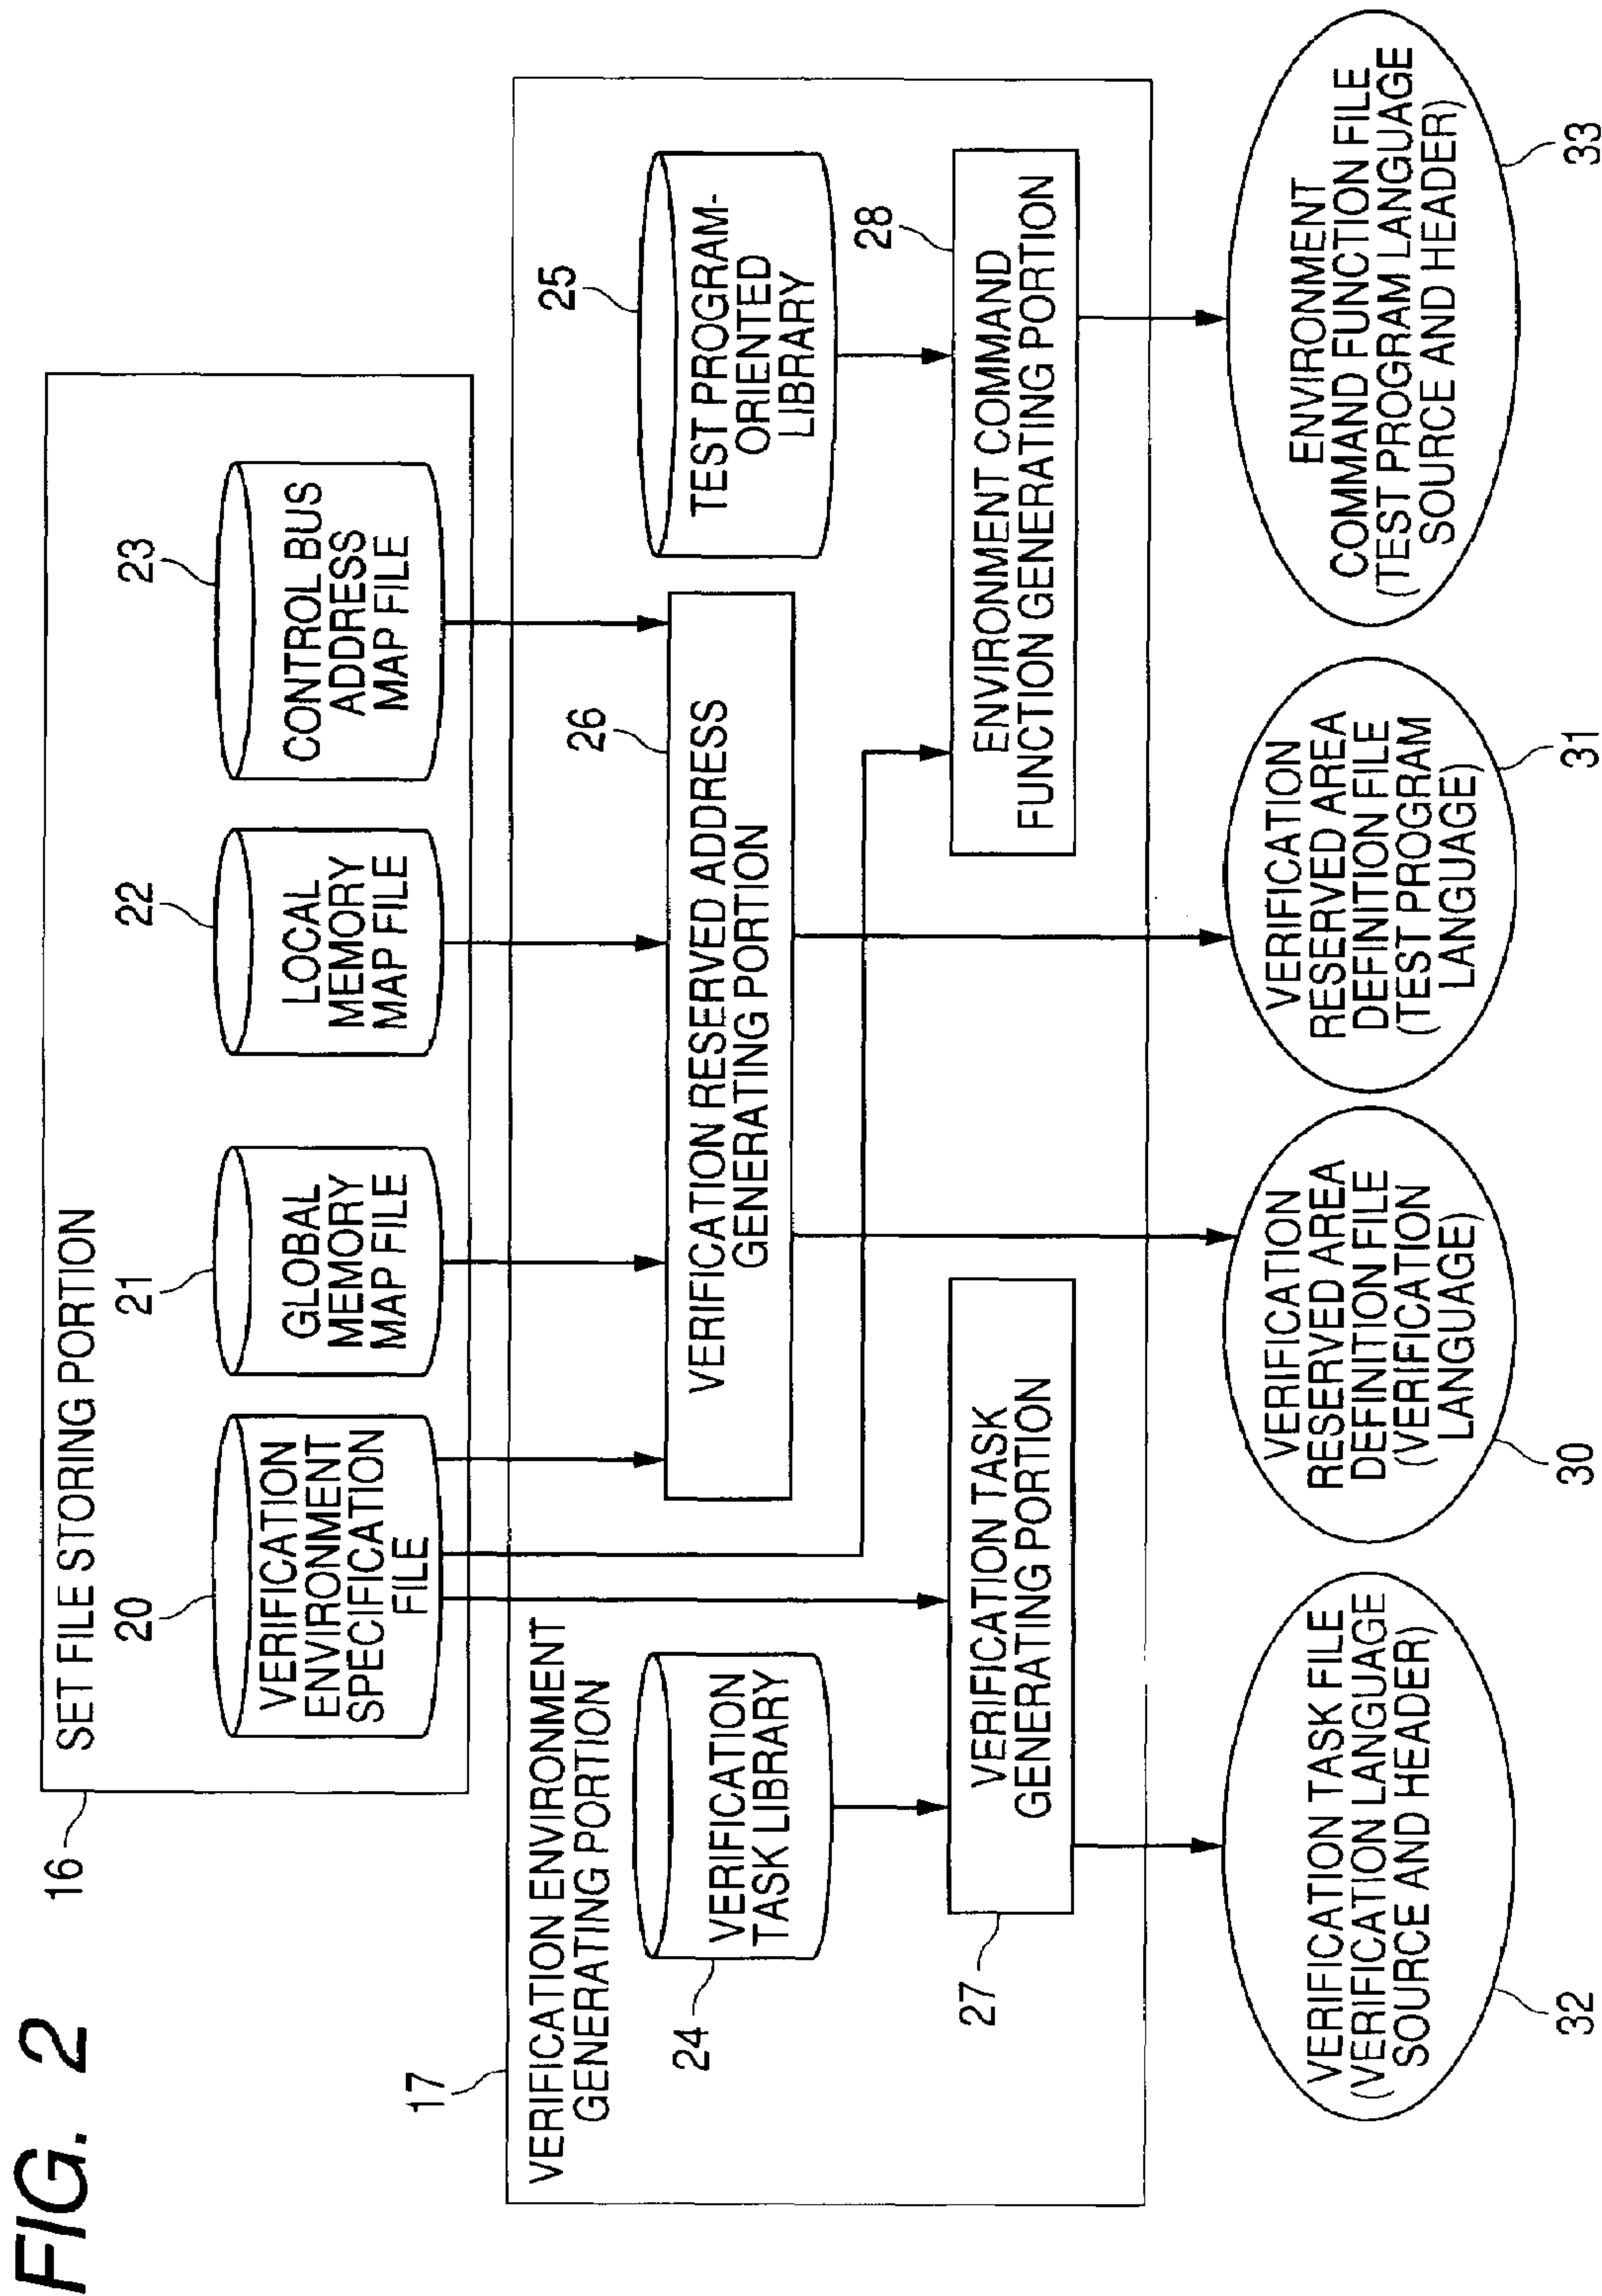 FIG. 2
16
SET FILE STORING PORTION
20
VERIFICATION
ENVIRONMENT
SPECIFICATION
FILE
21
GLOBAL
MEMORY
MAP FILE
22
LOCAL
MEMORY
MAP FILE
23
CONTROL BUS
ADDRESS
MAP FILE
17
VERIFICATION ENVIRONMENT
GENERATING PORTION
24
VERIFICATION
TASK LIBRARY
26
VERIFICATION RESERVED ADDRESS
GENERATING PORTION
25
TEST PROGRAM-
ORIENTED
LIBRARY
27
VERIFICATION TASK
GENERATING PORTION
28
ENVIRONMENT COMMAND
FUNCTION GENERATING PORTION
VERIFICATION TASK FILE
(VERIFICATION LANGUAGE
SOURCE AND HEADER)
32
VERIFICATION
RESERVED AREA
DEFINITION FILE
(VERIFICATION
LANGUAGE)
30
VERIFICATION
RESERVED AREA
DEFINITION FILE
(TEST PROGRAM
LANGUAGE)
31
ENVIRONMENT
COMMAND FUNCTION FILE
(TEST PROGRAM LANGUAGE
SOURCE AND HEADER)
33